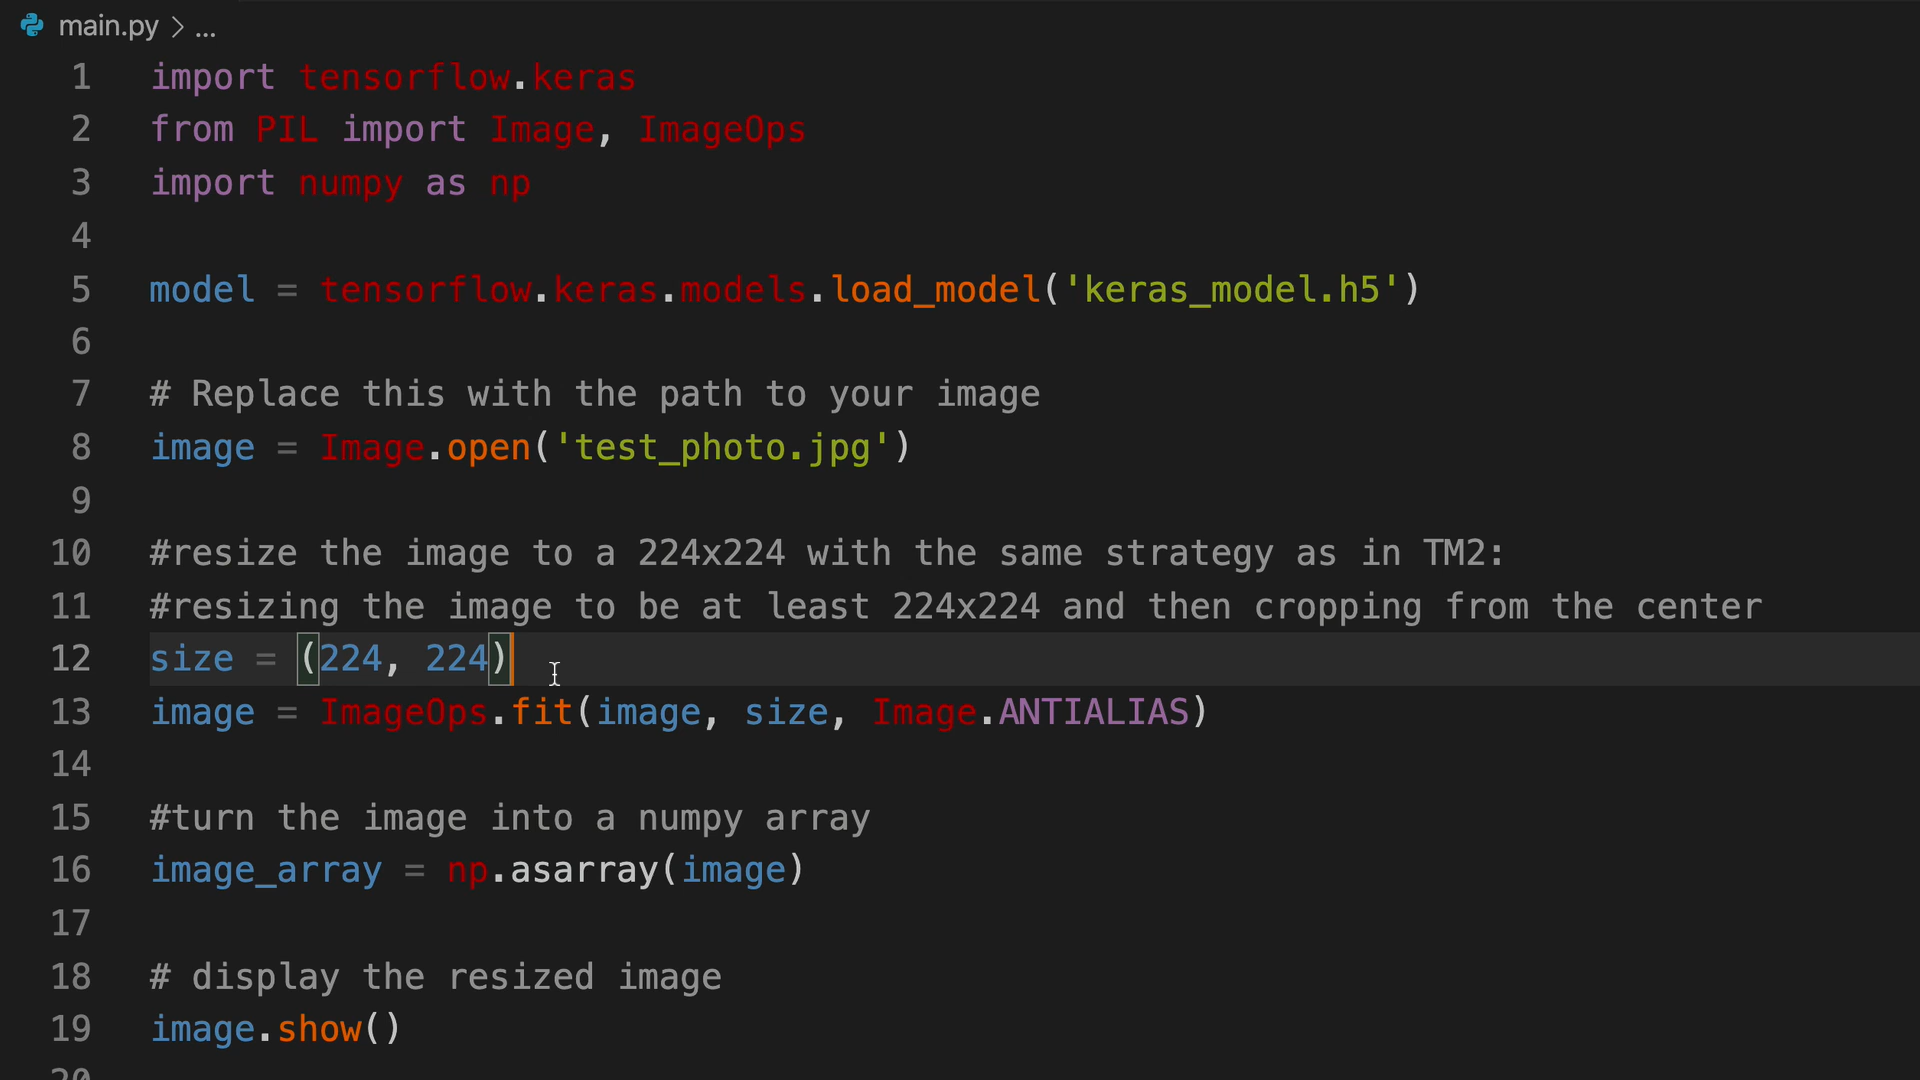 main.py > ...
1 import tensorflow.keras
2 from PIL import Image, ImageOps
3 import numpy as np
4
5 model = tensorflow.keras.models.load_model('keras_model.h5')
6
7 # Replace this with the path to your image
8 image = Image.open('test_photo.jpg')
9
10 #resize the image to a 224x224 with the same strategy as in TM2:
11 #resizing the image to be at least 224x224 and then cropping from the center
12 size = (224, 224)
13 image = ImageOps.fit(image, size, Image.ANTIALIAS)
14
15 #turn the image into a numpy array
16 image_array = np.asarray(image)
17
18 # display the resized image
19 image.show()
20